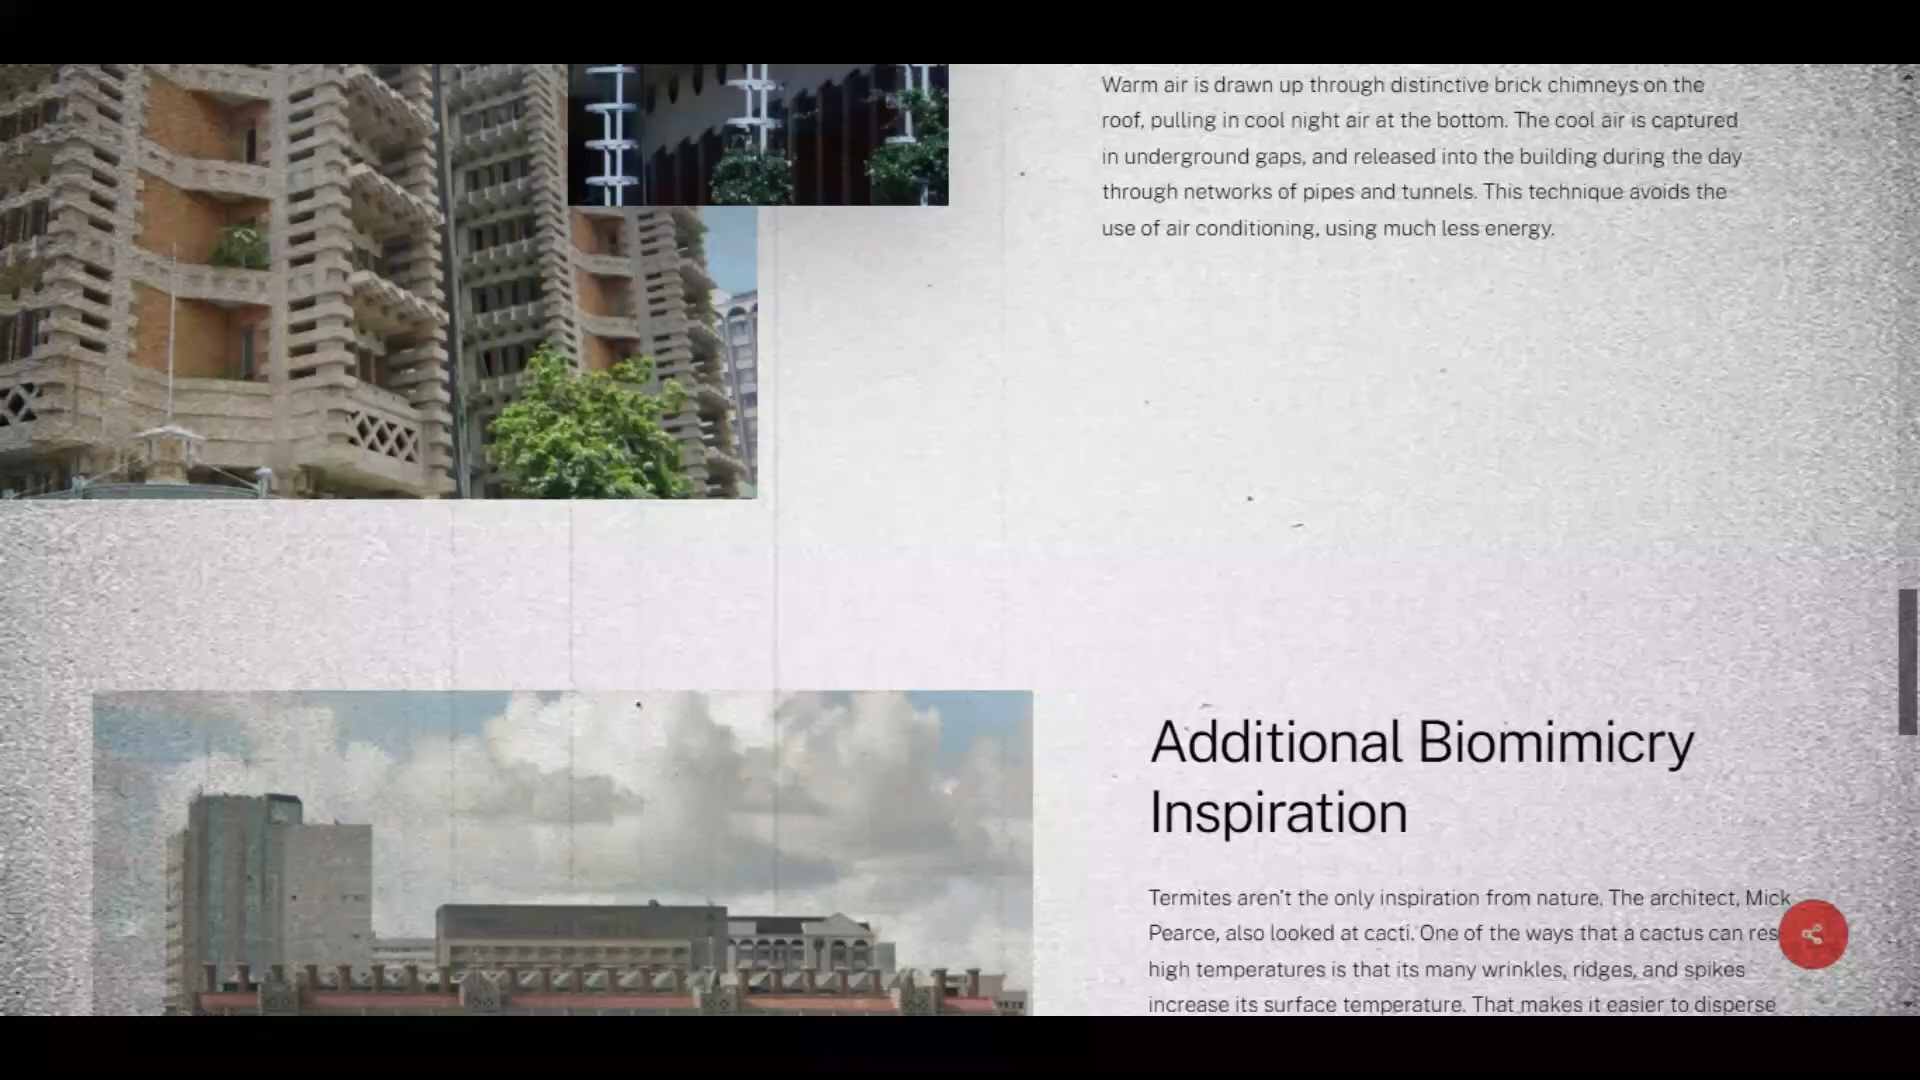 Warm air is drawn up through distinctive brick chimneys on the
roof, pulling in cool night air at the bottom. The cool air is captured
in underground gaps, and released into the building during the day
through networks of pipes and tunnels. This technique avoids the
use of air conditioning, using much less energy.
Additional Biomimicry
Inspiration
Termites aren't the only inspiration from nature. The architect, Mick
Pearce, also looked at cacti. One of the ways that a cactus can res
high temperatures is that its many wrinkles, ridges, and spikes
increase its surface temperature. That makes it easier to disperse